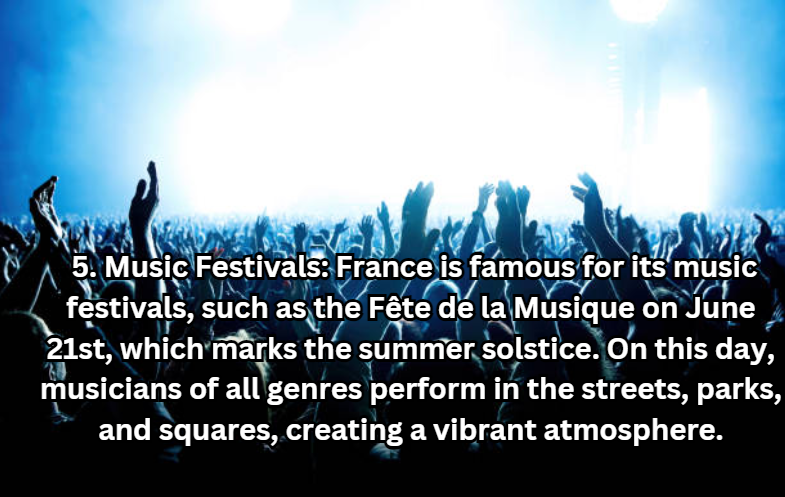 5. Music Festivals: France is famous for its music
festivals, such as the Fête de la Musique on June
21st, which marks the summer solstice. On this day,
musicians of all genres perform in the streets, parks,
and squares, creating a vibrant atmosphere.